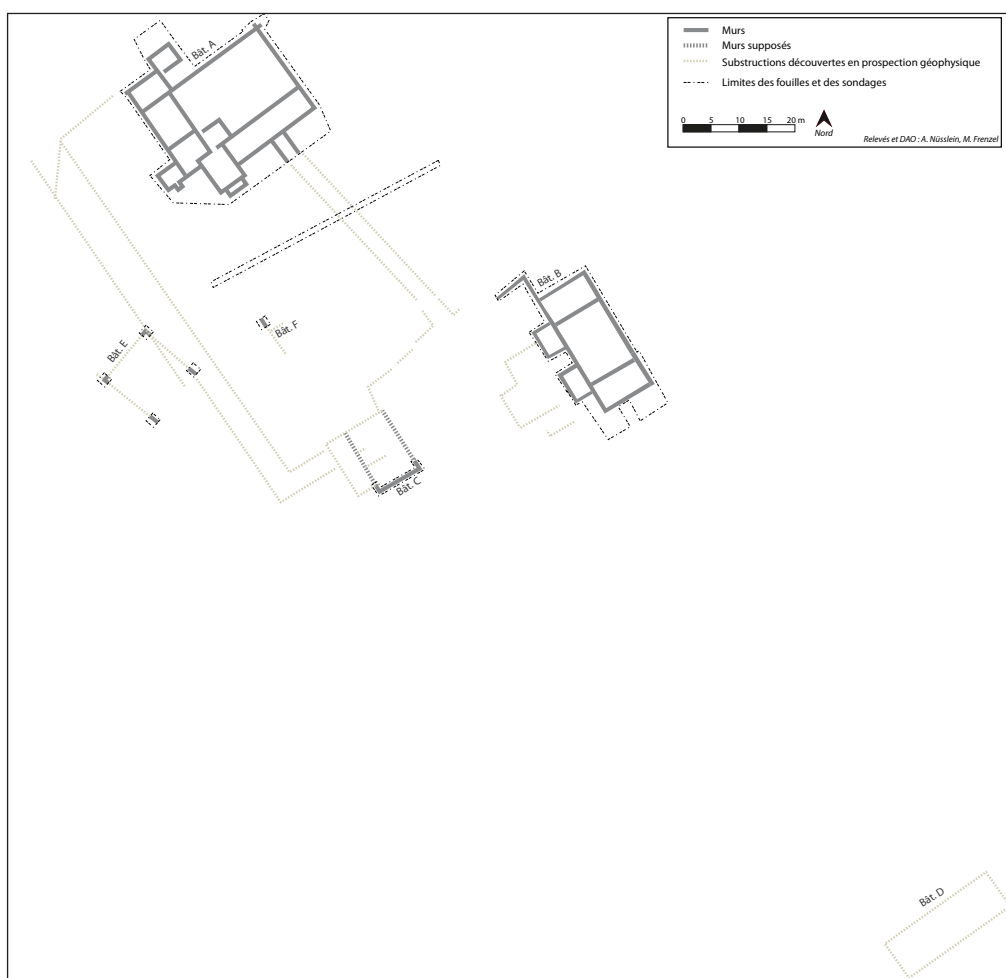 Murs
Murs supposés
Substructions découvertes en prospection géophysique
Limites des fouilles et des sondages
0 5 10 15 20 m
Nord
Relevés et DAO : A. Nüsslein, M. Frenzel
Bât. A
Bât. B
Bât. F
Bât. E
Bât. C
Bât. D